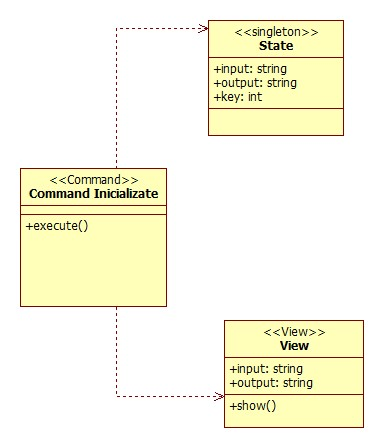 <<singleton>>
State
+input: string
+output: string
+key: int
<<Command>>
Command Inicializate
+execute()
<<View>>
View
+input: string
+output: string
+show()